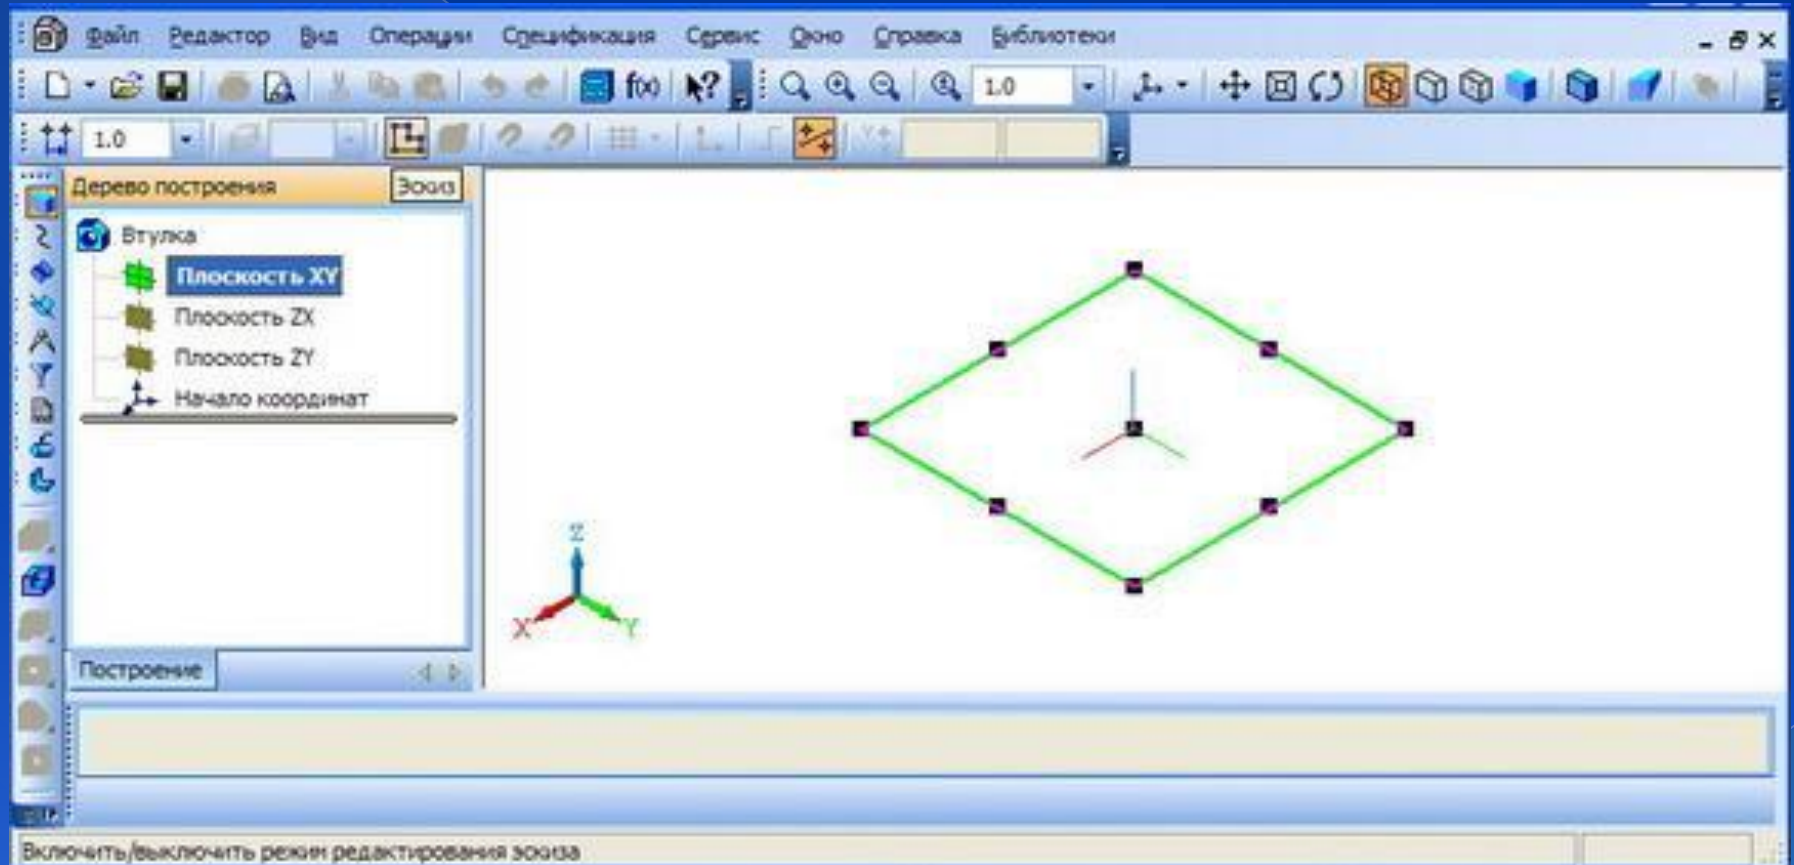 Файл Редактор Вид Операции Спецификация Сервис Окно Справка Библиотеки
f(x) 1.0
1.0
Дерево построения Эскиз
Втулка
Плоскость XY
Плоскость ZX
Плоскость ZY
Начало координат
Z
X Y
Построение
Включить/выключить режим редактирования эскиза